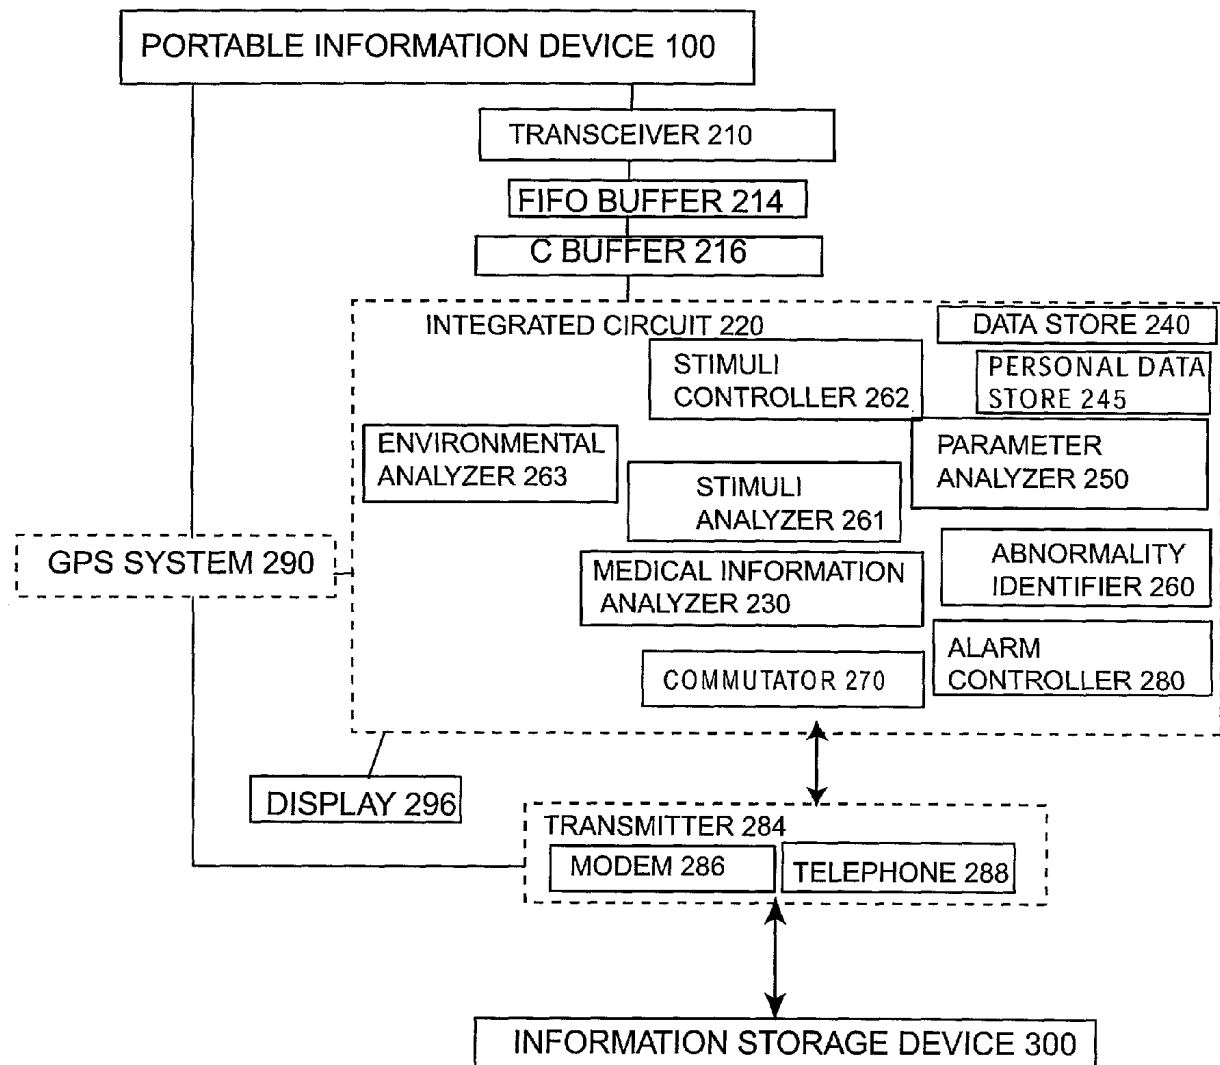 PORTABLE INFORMATION DEVICE 100
TRANSCEIVER 210
FIFO BUFFER 214
C BUFFER 216
INTEGRATED CIRCUIT 220
DATA STORE 240
STIMULI
CONTROLLER 262
PERSONAL DATA
STORE 245
ENVIRONMENTAL
ANALYZER 263
PARAMETER
ANALYZER 250
STIMULI
ANALYZER 261
GPS SYSTEM 290
MEDICAL INFORMATION
ANALYZER 230
ABNORMALITY
IDENTIFIER 260
COMMUTATOR 270
ALARM
CONTROLLER 280
DISPLAY 296
TRANSMITTER 284
MODEM 286
TELEPHONE 288
INFORMATION STORAGE DEVICE 300